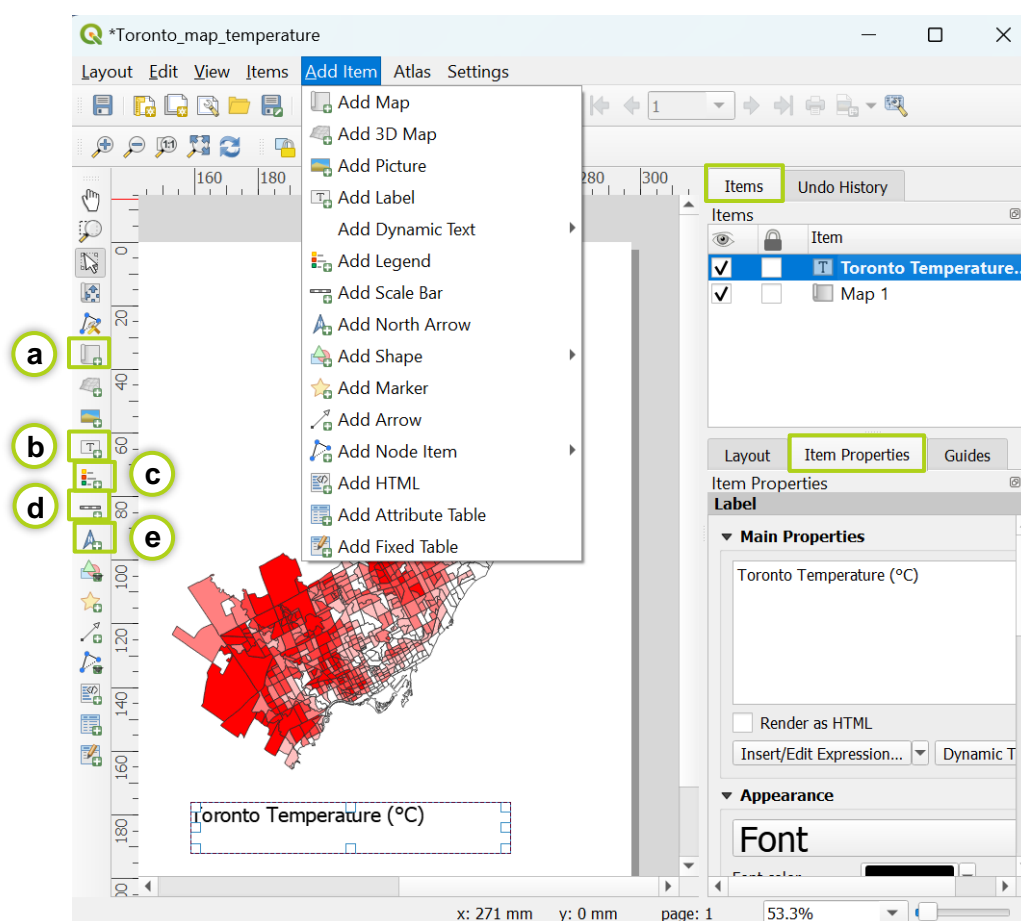 *Toronto_map_temperature
Layout Edit View Items Add Item Atlas Settings
1
1:1
Add Map
Add 3D Map
Add Picture
Add Label
Add Dynamic Text
Add Legend
Add Scale Bar
Add North Arrow
Add Shape
Add Marker
Add Arrow
Add Node Item
Add HTML
Add Attribute Table
Add Fixed Table
160 180 280 300
0
20
40
60
80
100
120
140
160
180
a
b
c
d
e
Toronto Temperature (°C)
Items Undo History
Items
Item
Toronto Temperature..
Map 1
Layout Item Properties Guides
Item Properties
Label
Main Properties
Toronto Temperature (°C)
Render as HTML
Insert/Edit Expression... Dynamic T
Appearance
Font
x: 271 mm y: 0 mm page: 1 53.3%